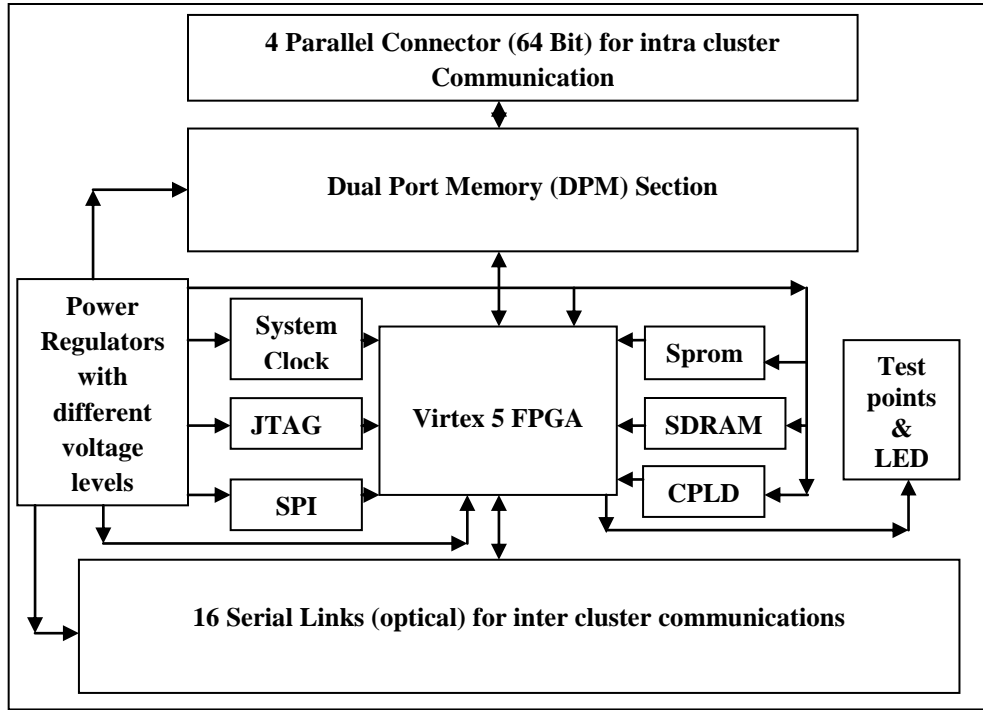 4 Parallel Connector (64 Bit) for intra cluster
Communication
Dual Port Memory (DPM) Section
Power
Regulators
with
different
voltage
levels
System
Clock
JTAG
SPI
Virtex 5 FPGA
Sprom
SDRAM
CPLD
Test
points
&
LED
16 Serial Links (optical) for inter cluster communications